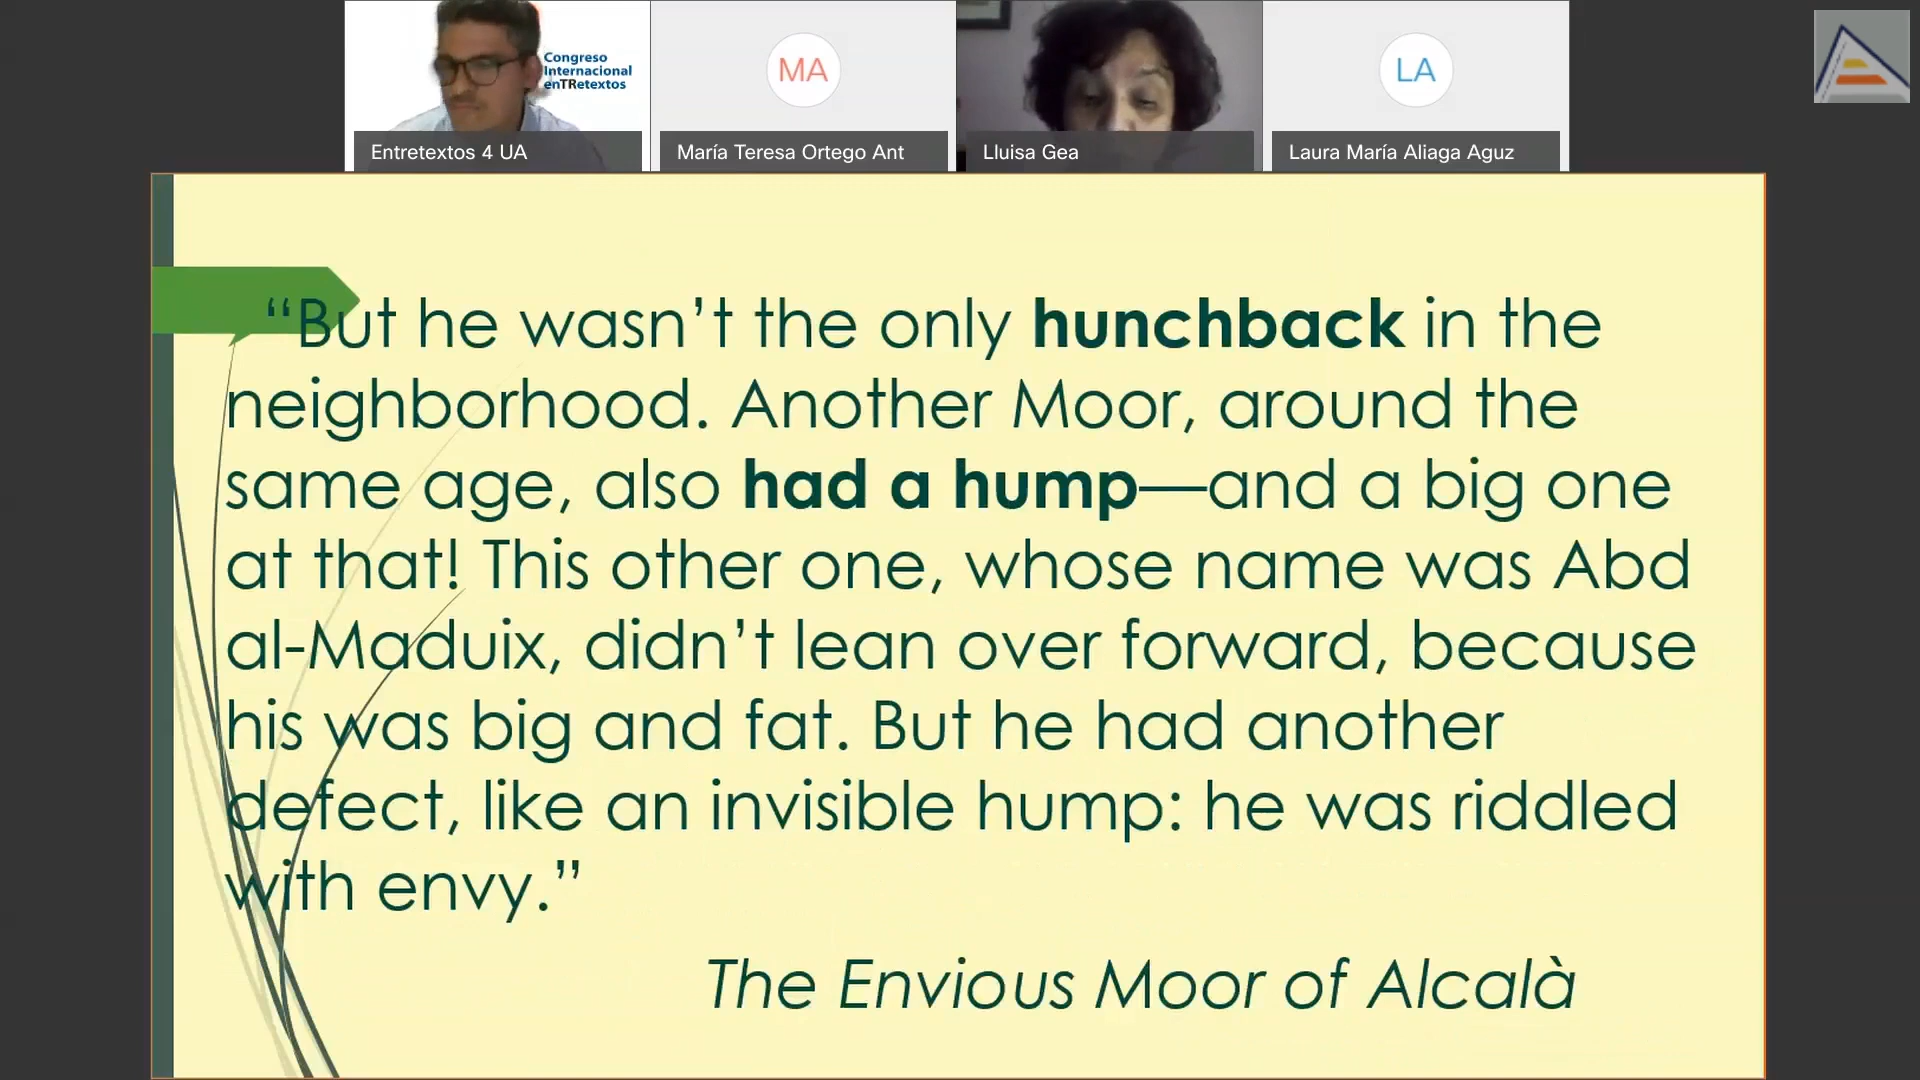 Congreso
Internacional
enTRetextos
MA
LA
Entretextos 4 UA
María Teresa Ortego Ant
Lluisa Gea
Laura María Aliaga Aguz
“But he wasn’t the only hunchback in the
neighborhood. Another Moor, around the
same age, also had a hump—and a big one
at that! This other one, whose name was Abd
al-Maduix, didn’t lean over forward, because
his was big and fat. But he had another
defect, like an invisible hump: he was riddled
with envy.”
The Envious Moor of Alcalà